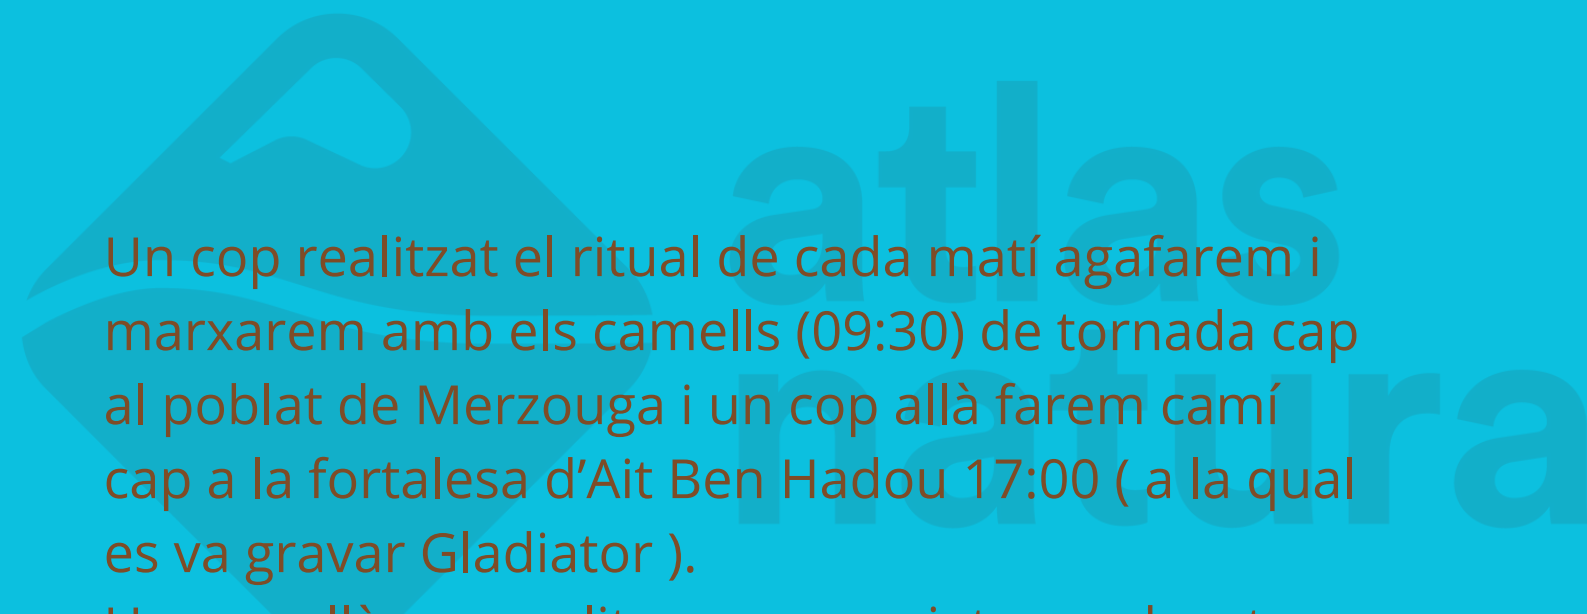 atlas
natura
Un cop realitzat el ritual de cada matí agafarem i
marxarem amb els camells (09:30) de tornada cap
al poblat de Merzouga i un cop allà farem camí
cap a la fortalesa d’Ait Ben Hadou 17:00 ( a la qual
es va gravar Gladiator ).